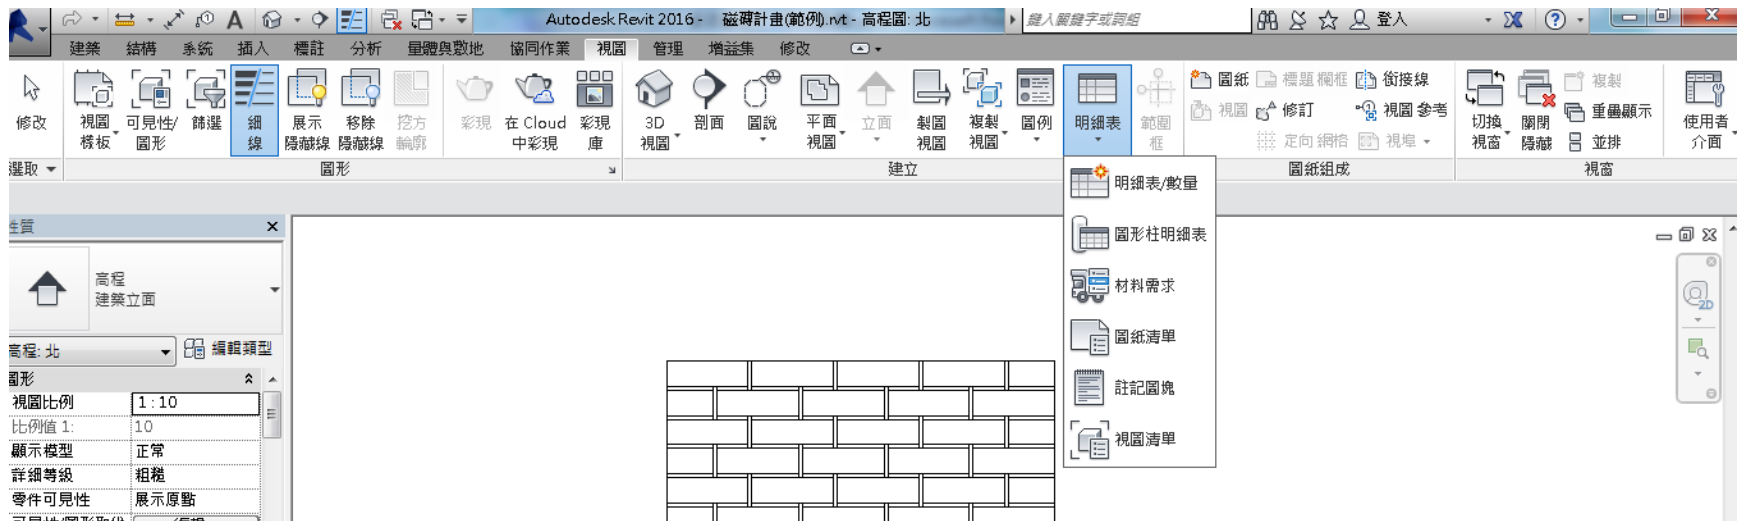 Autodesk Revit 2016 - 磁磚計畫(範例).rvt - 高程圖: 北
鍵入關鍵字或詞組
登入
建築 結構 系統 插入 標註 分析 量體與敷地 協同作業 視圖 管理 增益集 修改
修改
視圖樣板
可見性/圖形
篩選
細線
展示隱藏線
移除隱藏線
挖方輪廓
彩現
在 Cloud 中彩現
彩現庫
3D 視圖
剖面
圖說
平面視圖
立面
製圖視圖
複製視圖
圖例
明細表
範圍框
圖紙 標題欄框 銜接線
視圖 修訂 視圖 參考
定向 網格 視埠
切換視窗
關閉隱藏
複製
重疊顯示
並排
使用者介面
選取 圖形 建立 圖紙組成 視窗
明細表/數量
圖形柱明細表
材料需求
圖紙清單
註記圖塊
視圖清單
性質
高程
建築立面
高程: 北 編輯類型
圖形
視圖比例 1 : 10
比例值 1: 10
顯示模型 正常
詳細等級 粗糙
零件可見性 展示原點
2D